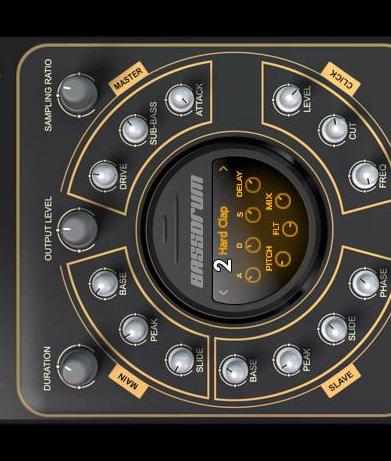 DURATION
OUTPUT LEVEL
SAMPLING RATIO
MAIN
BASE
PEAK
SLIDE
MASTER
DRIVE
SUB-BASS
ATTACK
BASSDRUM
2 Hard Clap
A D S DELAY
PITCH FLT MIX
SLAVE
BASE
PEAK
SLIDE
PHASE
CLICK
LEVEL
CUT
FREQ